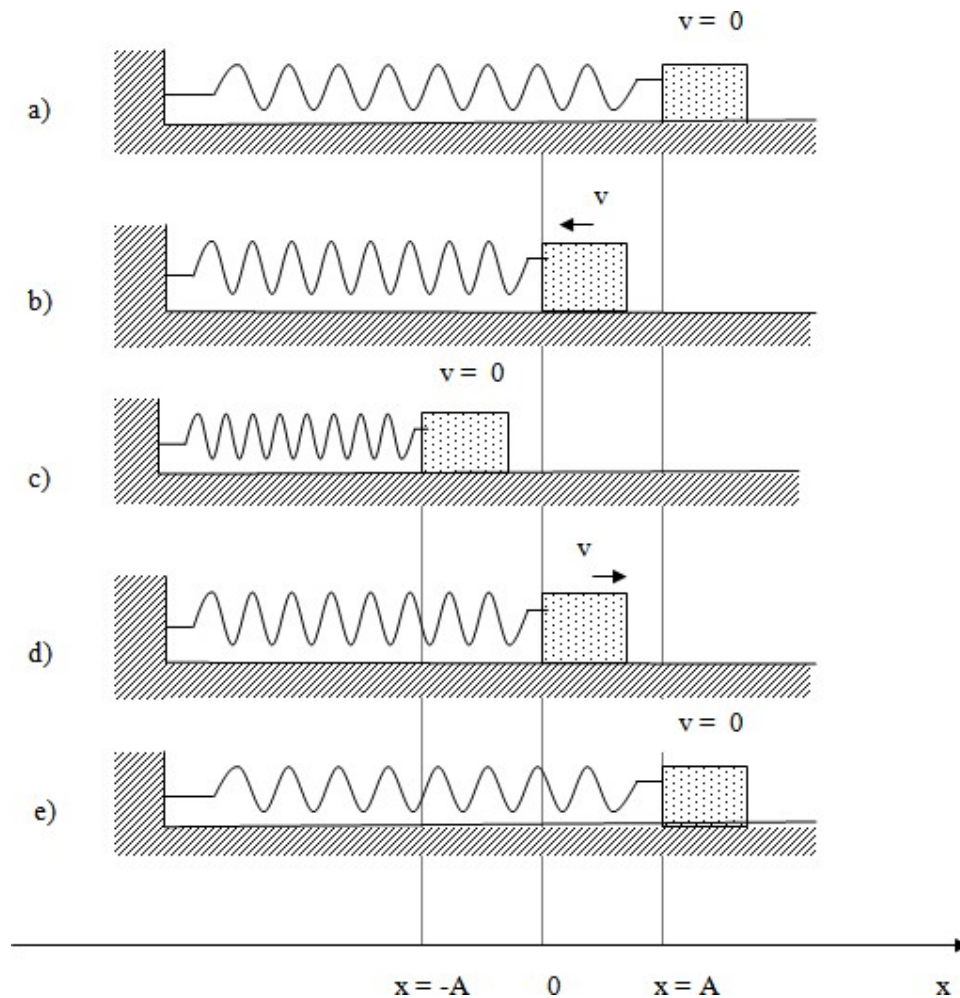 v = 0
a)
v
b)
v = 0
c)
v
d)
v = 0
e)
x = -A 0 x = A x